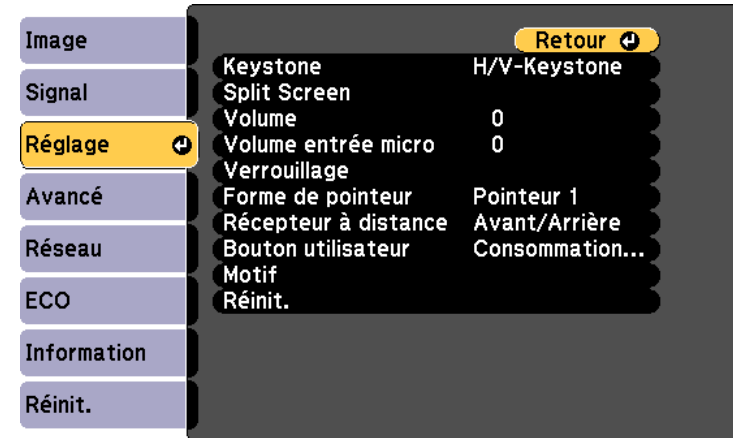 Image
Signal
Réglage
Avancé
Réseau
ECO
Information
Réinit.
Retour
Keystone H/V-Keystone
Split Screen
Volume 0
Volume entrée micro 0
Verrouillage
Forme de pointeur Pointeur 1
Récepteur à distance Avant/Arrière
Bouton utilisateur Consommation...
Motif
Réinit.